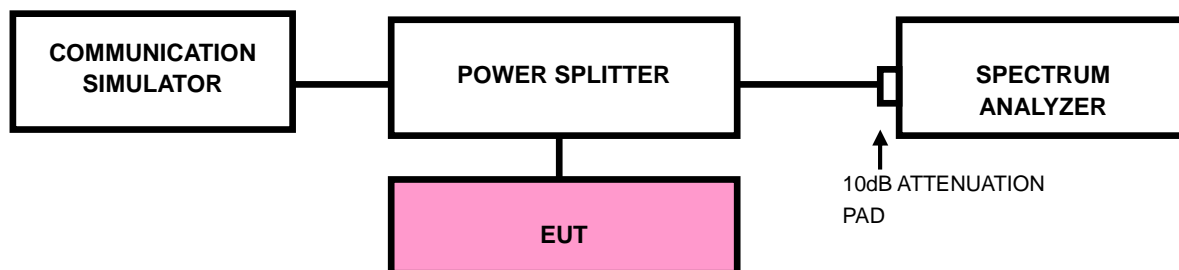 COMMUNICATION
SIMULATOR
POWER SPLITTER
SPECTRUM
ANALYZER
10dB ATTENUATION
PAD
EUT